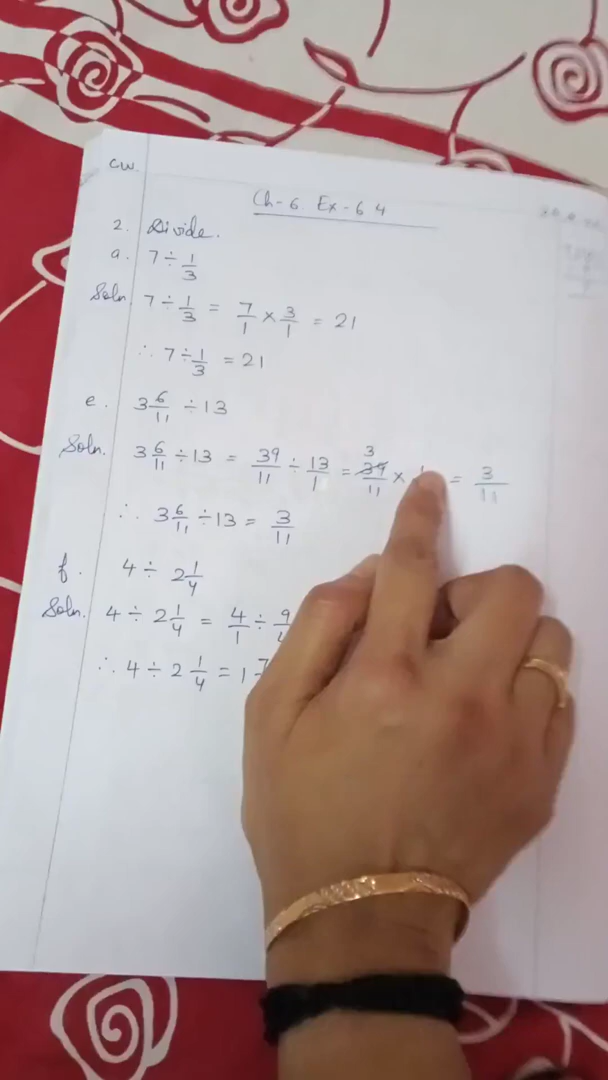 CW.
Ch-6. Ex-6.4
2. Divide.
a. 7 ÷ 1/3
Soln. 7 ÷ 1/3 = 7/1 × 3/1 = 21
∴ 7 ÷ 1/3 = 21
e. 3 6/11 ÷ 13
Soln. 3 6/11 ÷ 13 = 39/11 ÷ 13/1 = 3 39/11 × = 3/11
∴ 3 6/11 ÷ 13 = 3/11
f. 4 ÷ 2 1/4
Soln. 4 ÷ 2 1/4 = 4/1 ÷ 9/4
∴ 4 ÷ 2 1/4 = 1 7